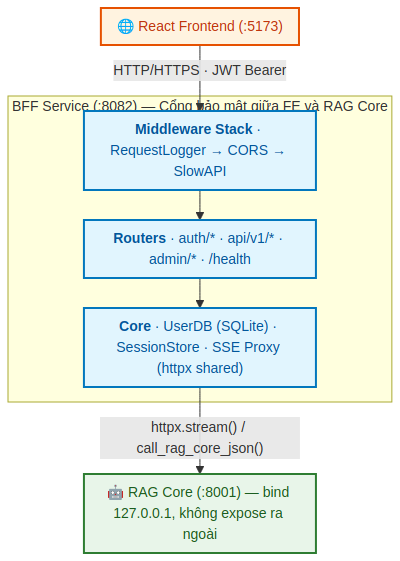 🌐 React Frontend (:5173)
HTTP/HTTPS · JWT Bearer
BFF Service (:8082) — Cổng bảo mật giữa FE và RAG Core
Middleware Stack ·
RequestLogger → CORS →
SlowAPI
Routers · auth/* · api/v1/* ·
admin/* · /health
Core · UserDB (SQLite) ·
SessionStore · SSE Proxy
(httpx shared)
httpx.stream() /
call_rag_core_json()
🤖 RAG Core (:8001) — bind
127.0.0.1, không expose ra
ngoài